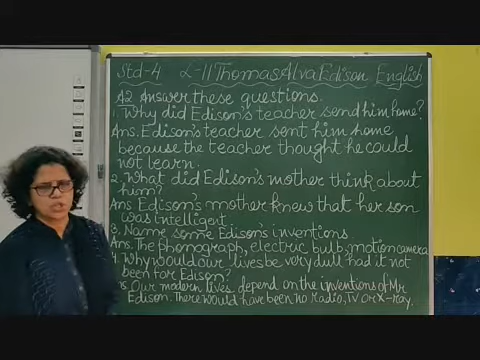 Std-4 L-11 Thomas Alva Edison English
A2 Answer these questions.
1. Why did Edison's teacher send him home?
Ans. Edison's teacher sent him home
because the teacher thought he could
not learn.
2. What did Edison's mother think about
him?
Ans Edison's mother knew that her son
was intelligent.
3. Name some Edison's inventions.
Ans. The phonograph, electric bulb, motion camera
4. Why would our lives be very dull had it not
been for Edison?
Ans. Our modern lives depend on the inventions of Mr
Edison. There would have been no Radio, TV or X-ray.